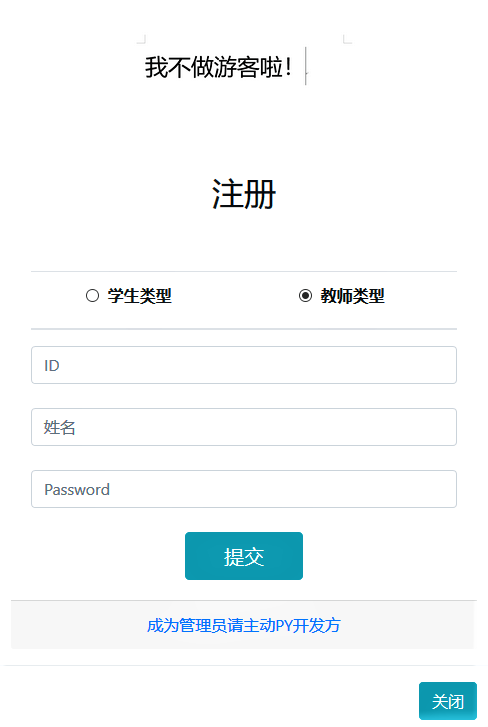 我不做游客啦！
注册
学生类型
教师类型
ID
姓名
Password
提交
成为管理员请主动PY开发方
关闭